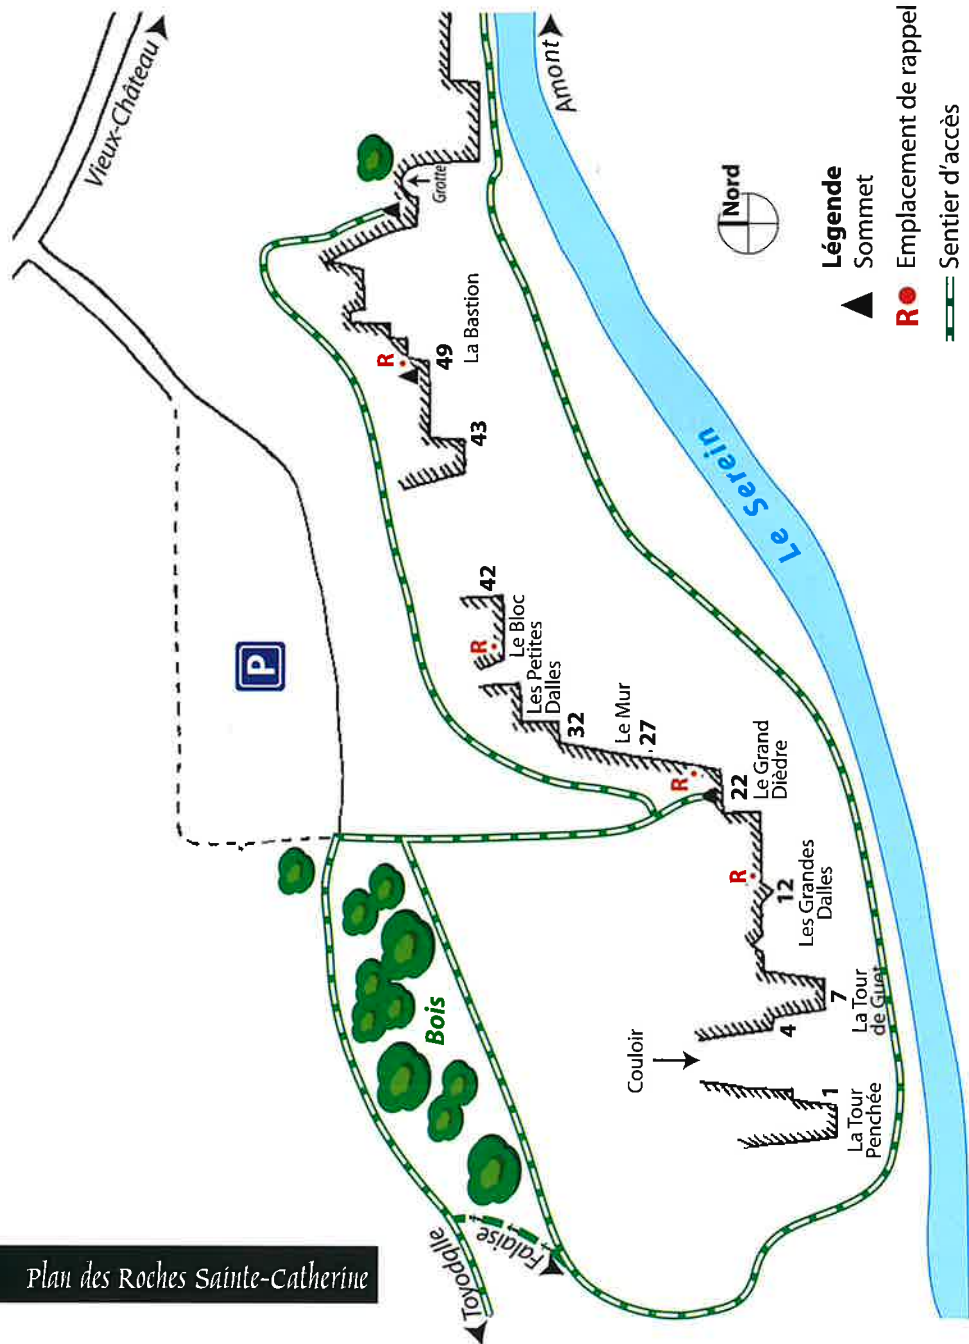 Plan des Roches Sainte-Catherine
Vieux-Château
Amont
Grotte
Nord
Légende
Sommet
R Emplacement de rappel
Sentier d'accès
La Bastion
R
49
43
P
Le Serein
42
R
Le Bloc
Les Petites
Dalles
32
Le Mur
27
R
22
Le Grand
Dièdre
R
12
Les Grandes
Dalles
Bois
7
La Tour
de Guet
4
Couloir
1
La Tour
Penchée
Falaise
Toyodalle